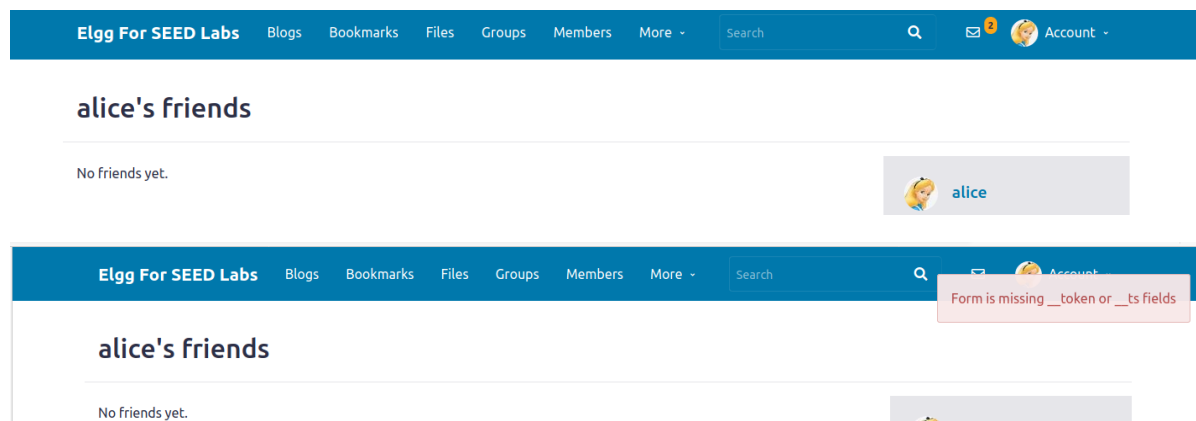 Elgg For SEED Labs Blogs Bookmarks Files Groups Members More Search 2 Account
alice's friends
No friends yet.
alice
Elgg For SEED Labs Blogs Bookmarks Files Groups Members More Search Account
Form is missing __token or __ts fields
alice's friends
No friends yet.